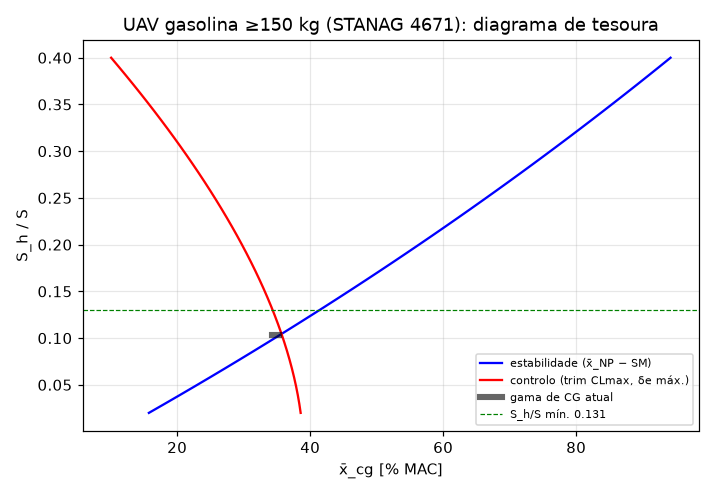 UAV gasolina ≥150 kg (STANAG 4671): diagrama de tesoura
S_h / S
0.40
0.35
0.30
0.25
0.20
0.15
0.10
0.05
estabilidade (x̄_NP − SM)
controlo (trim CLmax, δe máx.)
gama de CG atual
S_h/S mín. 0.131
20
40
60
80
x̄_cg [% MAC]